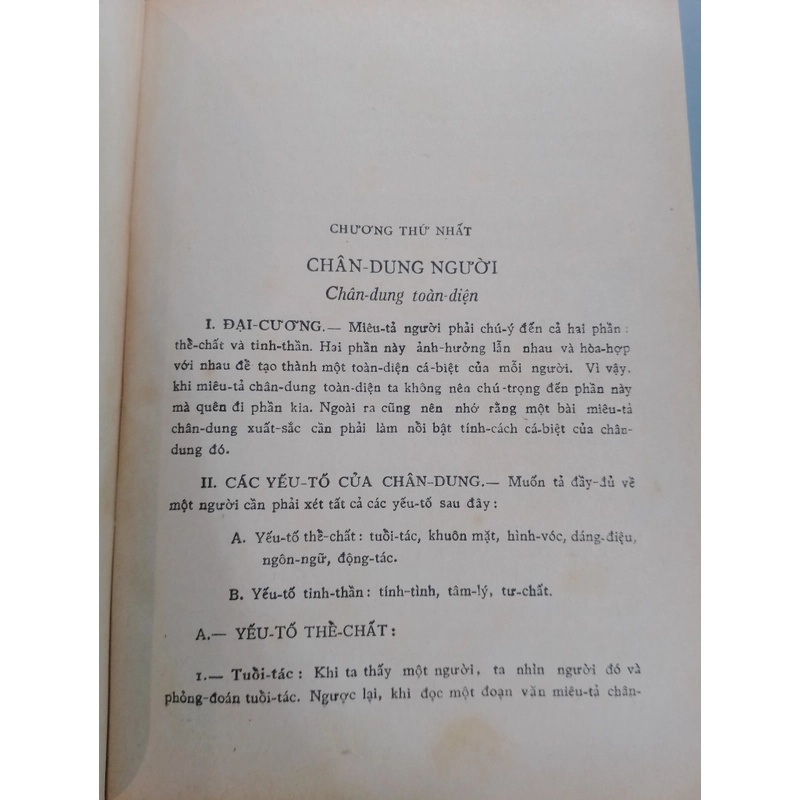 CHƯƠNG THỨ NHẤT
CHÂN-DUNG NGƯỜI
Chân-dung toàn-diện
I. ĐẠI-CƯƠNG.— Miêu-tả người phải chú-ý đến cả hai phần :
thể-chất và tinh-thần. Hai phần này ảnh-hưởng lẫn nhau và hòa-hợp
với nhau để tạo thành một toàn-diện cá-biệt của mỗi người. Vì vậy,
khi miêu-tả chân-dung toàn-diện ta không nên chú-trọng đến phần này
mà quên đi phần kia. Ngoài ra cũng nên nhớ rằng một bài miêu-tả
chân-dung xuất-sắc cần phải làm nổi bật tính-cách cá-biệt của chân-
dung đó.
II. CÁC YẾU-TỐ CỦA CHÂN-DUNG.— Muốn tả đầy-đủ về
một người cần phải xét tất cả các yếu-tố sau đây :
A. Yếu-tố thể-chất : tuổi-tác, khuôn mặt, hình-vóc, dáng-điệu,
ngôn-ngữ, động-tác.
B. Yếu-tố tinh-thần : tính-tình, tâm-lý, tư-chất.
A.— YẾU-TỐ THỂ-CHẤT :
1.— Tuổi-tác : Khi ta thấy một người, ta nhìn người đó và
phỏng-đoán tuổi-tác. Ngược lại, khi đọc một đoạn văn miêu-tả chân-